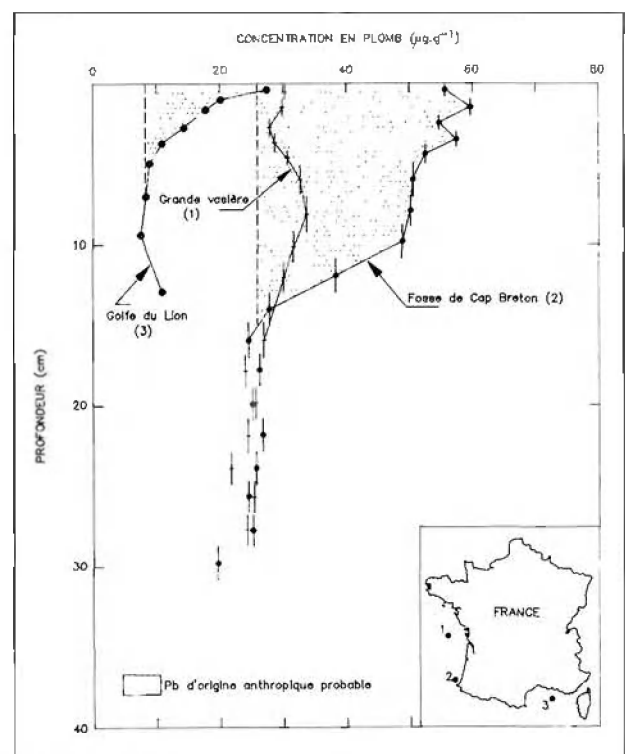 CONCENTRATION EN PLOMB (µg.g⁻¹)
0 20 40 60 80
Grande vasière
(1)
10
Golfe du Lion
(3)
Fosse de Cap Breton (2)
PROFONDEUR (cm)
20
30
FRANCE
1
2
3
Pb d'origine anthropique probable
40